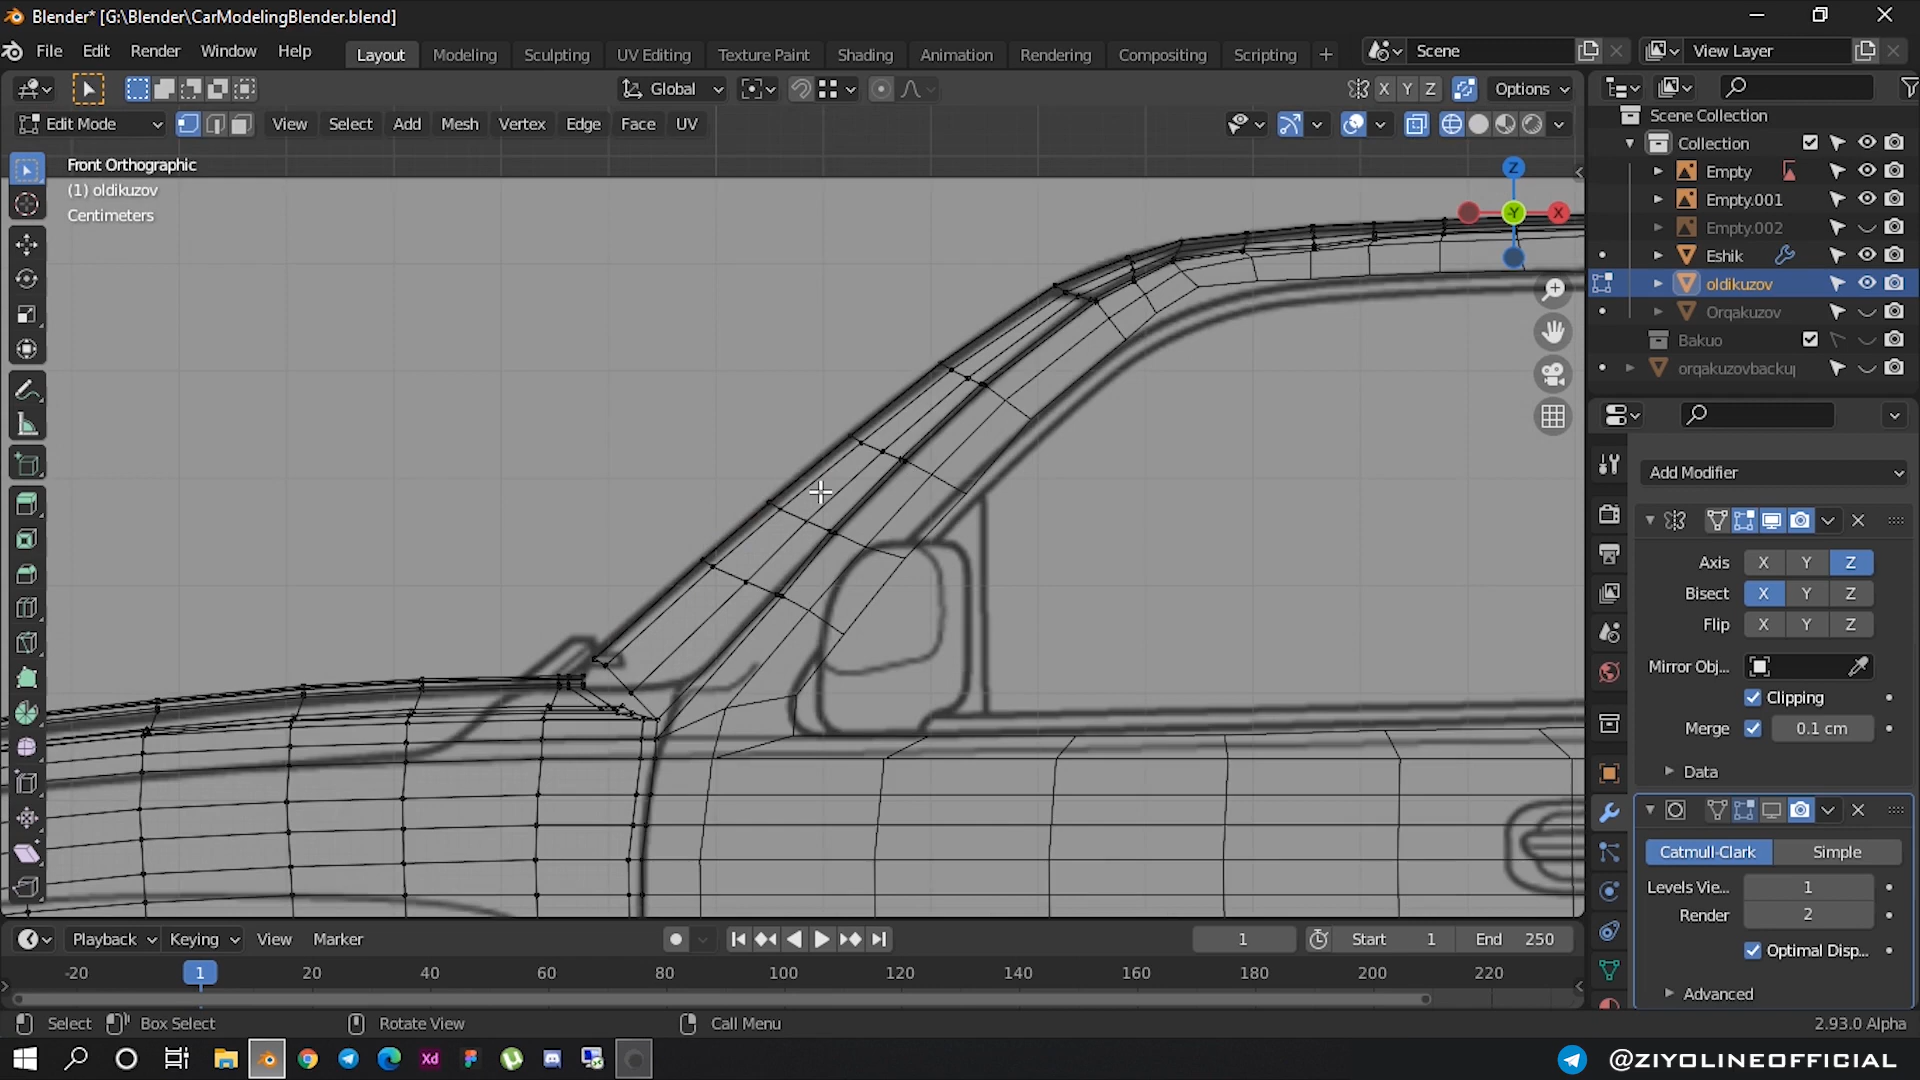 Blender* [G:\Blender\CarModelingBlender.blend]
File Edit Render Window Help Layout Modeling Sculpting UV Editing Texture Paint Shading Animation Rendering Compositing Scripting + Scene View Layer
Global X Y Z Options
Edit Mode View Select Add Mesh Vertex Edge Face UV
Scene Collection
Collection
Empty
Empty.001
Empty.002
Eshik
oldikuzov
Orqakuzov
Bakuo
orqakuzovbacku
Front Orthographic
(1) oldikuzov
Centimeters
Z
-Y
X
Add Modifier
Axis X Y Z
Bisect X Y Z
Flip X Y Z
Mirror Obj...
Clipping
Merge 0.1 cm
Data
Catmull-Clark Simple
Levels Vie... 1
Render 2
Optimal Disp...
Advanced
Playback Keying View Marker 1 Start 1 End 250
-20 1 20 40 60 80 100 120 140 160 180 200 220
Select Box Select Rotate View Call Menu 2.93.0 Alpha
Xd @ZIYOLINEOFFICIAL